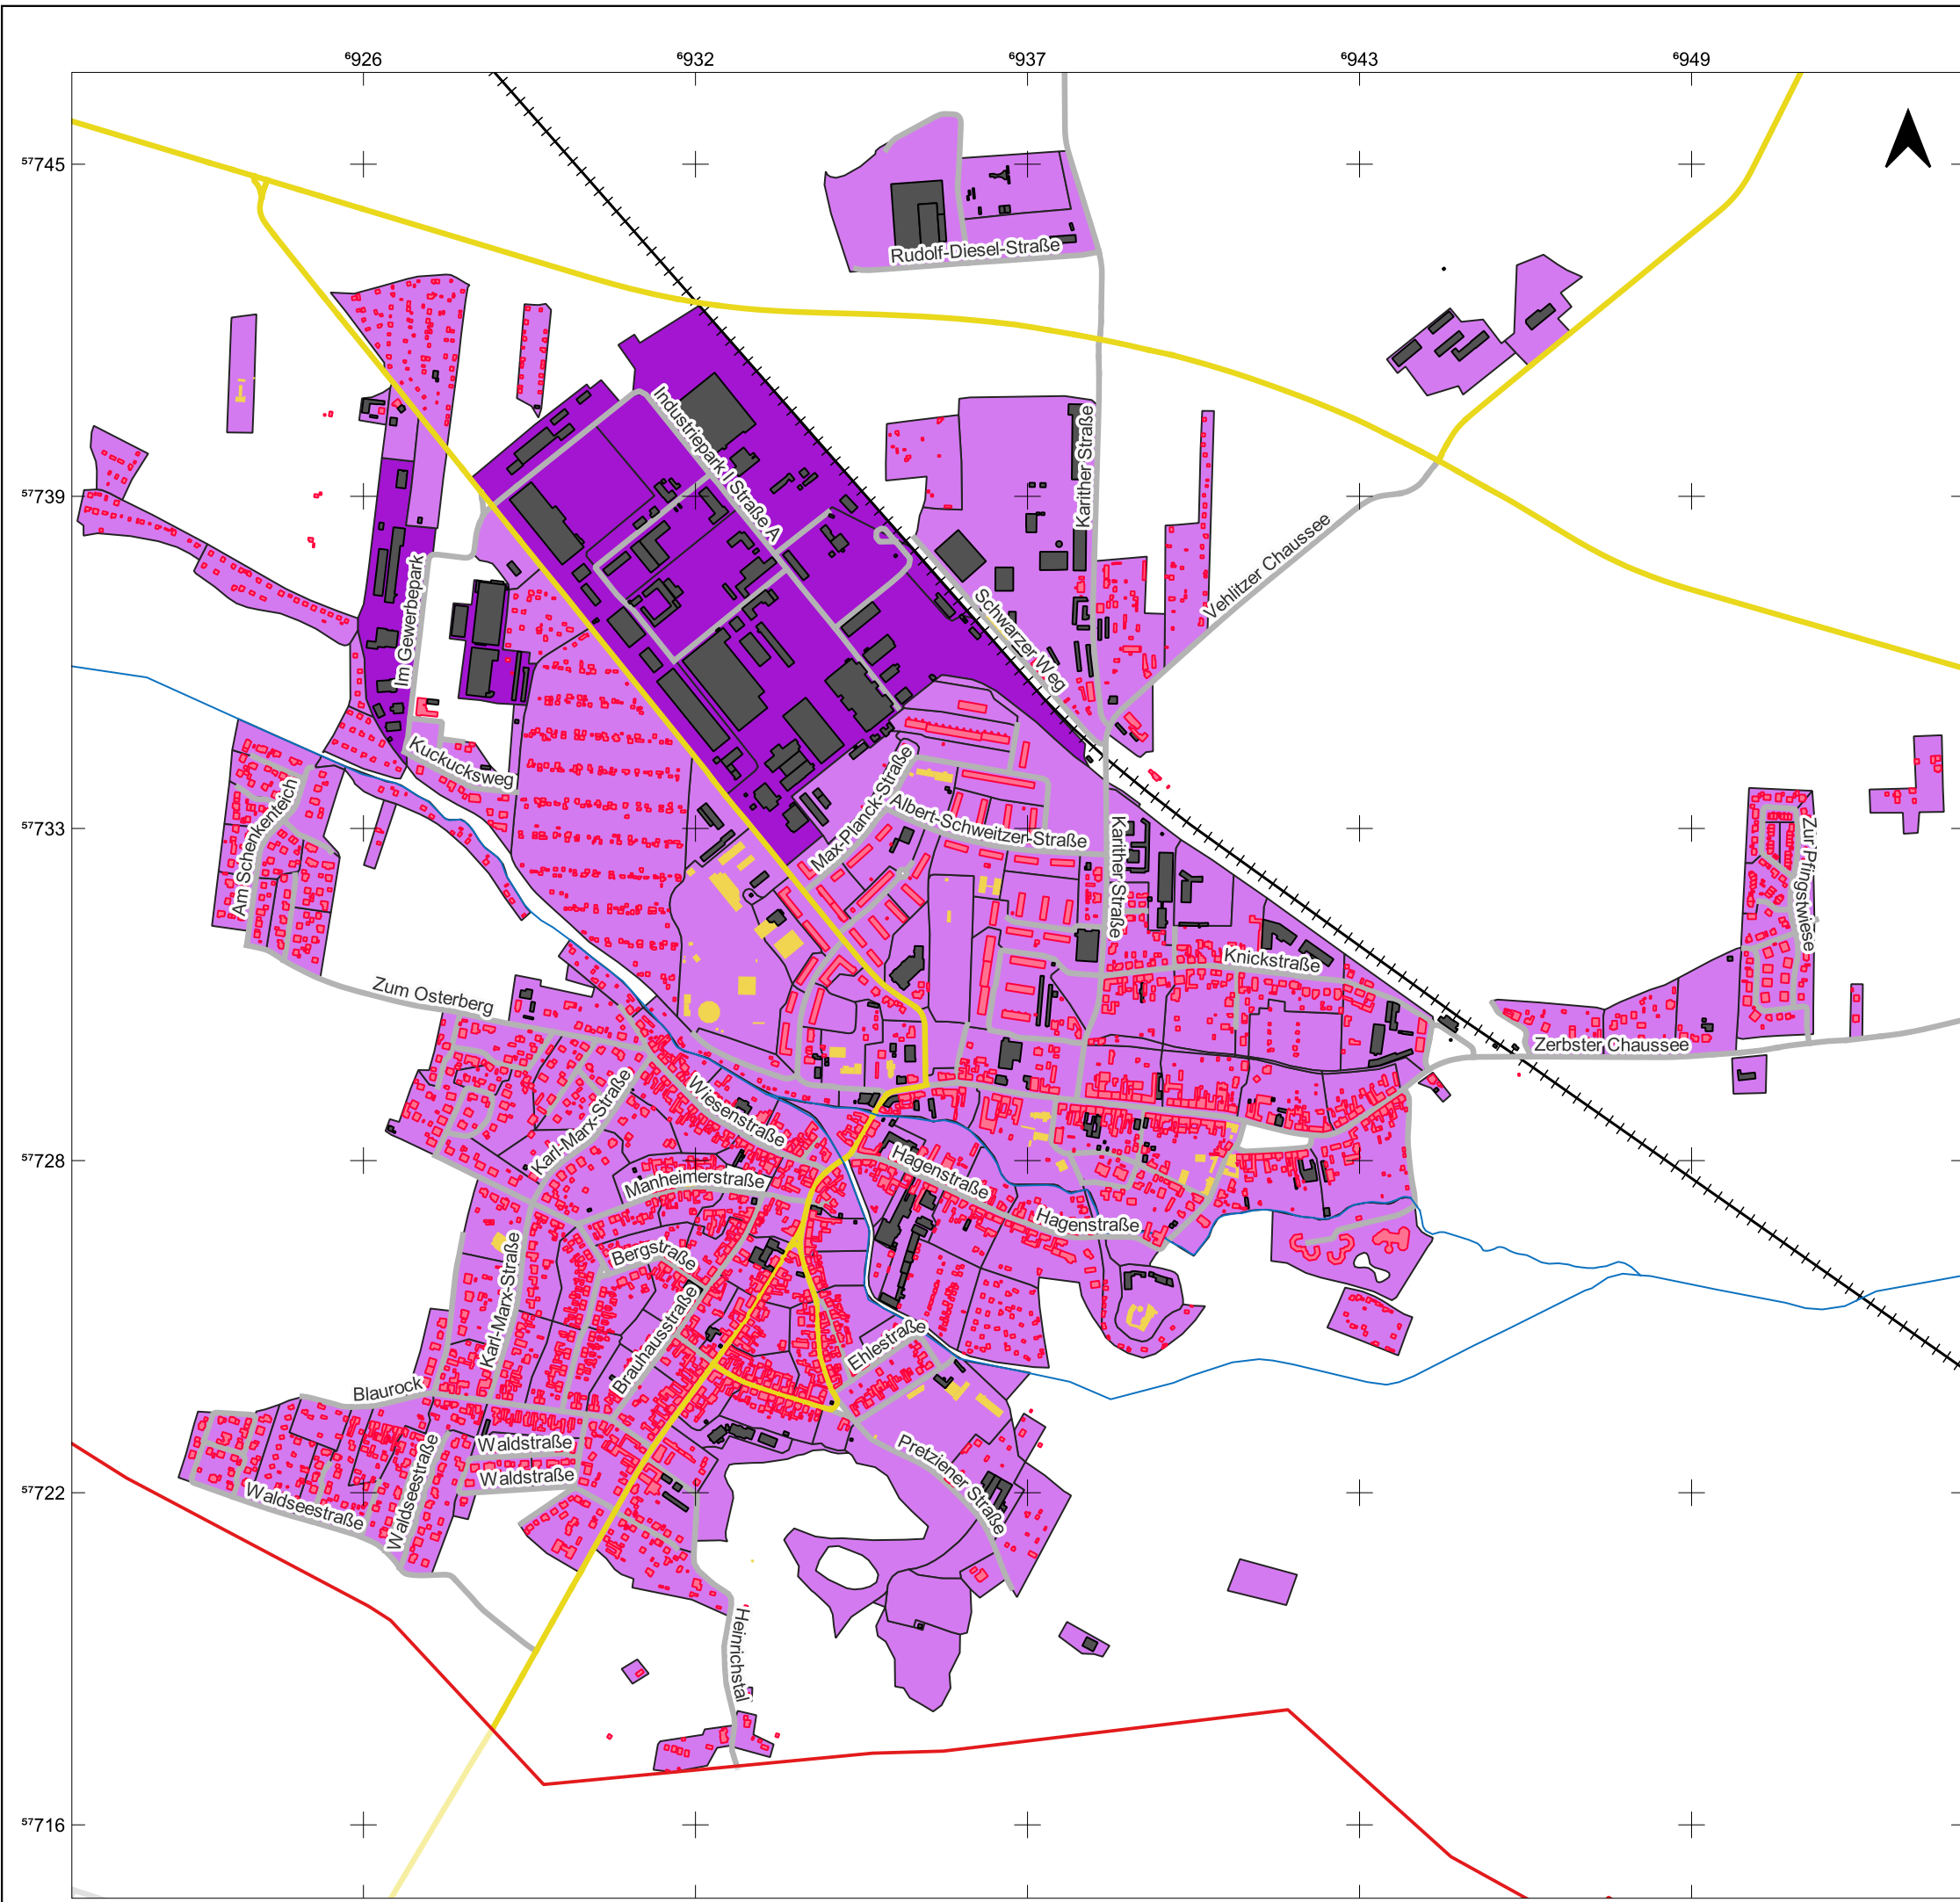 ⁶926 ⁶932 ⁶937 ⁶943 ⁶949
⁵⁷745
Rudolf-Diesel-Straße
Industriepark I Straße A
Karither Straße
⁵⁷739
Vehlitzer Chaussee
Im Gewerbepark
Schwarzer Weg
Kuckucksweg
Max-Planck-Straße
Albert-Schweitzer-Straße
⁵⁷733
Am Schenkenteich
Karither Straße
Zur Pfingstwiese
Knickstraße
Zum Osterberg
Zerbster Chaussee
Wiesenstraße
Karl-Marx-Straße
⁵⁷728
Hagenstraße
Manheimerstraße
Hagenstraße
Bergstraße
Karl-Marx-Straße
Brauhausstraße
Ehlestraße
Blaurock
Waldstraße
Waldstraße
Pretziener Straße
Waldseestraße
Waldseestraße
⁵⁷722
Heinrichstal
⁵⁷716